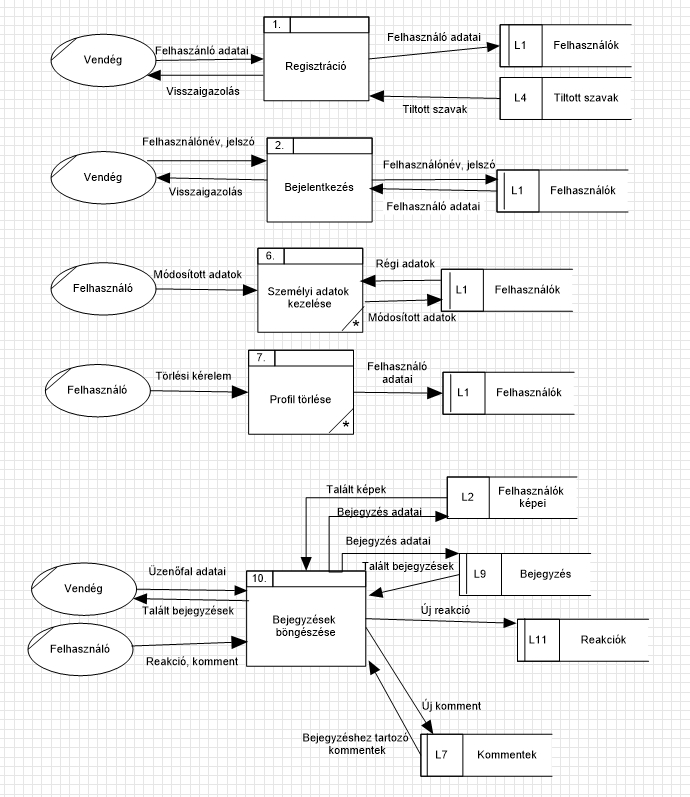 1.
Vendég
Felhaszánló adatai
Visszaigazolás
Regisztráció
Felhasználó adatai
L1
Felhasználók
Tiltott szavak
L4
Tiltott szavak
2.
Vendég
Felhasználónév, jelszó
Visszaigazolás
Bejelentkezés
Felhasználónév, jelszó
Felhasználó adatai
L1
Felhasználók
6.
Felhasználó
Módosított adatok
Személyi adatok
kezelése
*
Régi adatok
Módosított adatok
L1
Felhasználók
7.
Felhasználó
Törlési kérelem
Profil törlése
*
Felhasználó
adatai
L1
Felhasználók
Talált képek
Bejegyzés adatai
L2
Felhasználók
képei
Bejegyzés adatai
Talált bejegyzések
L9
Bejegyzés
10.
Vendég
Üzenőfal adatai
Talált bejegyzések
Bejegyzések
böngészése
Felhasználó
Reakció, komment
Új reakció
L11
Reakciók
Új komment
Bejegyzéshez tartozó
kommentek
L7
Kommentek